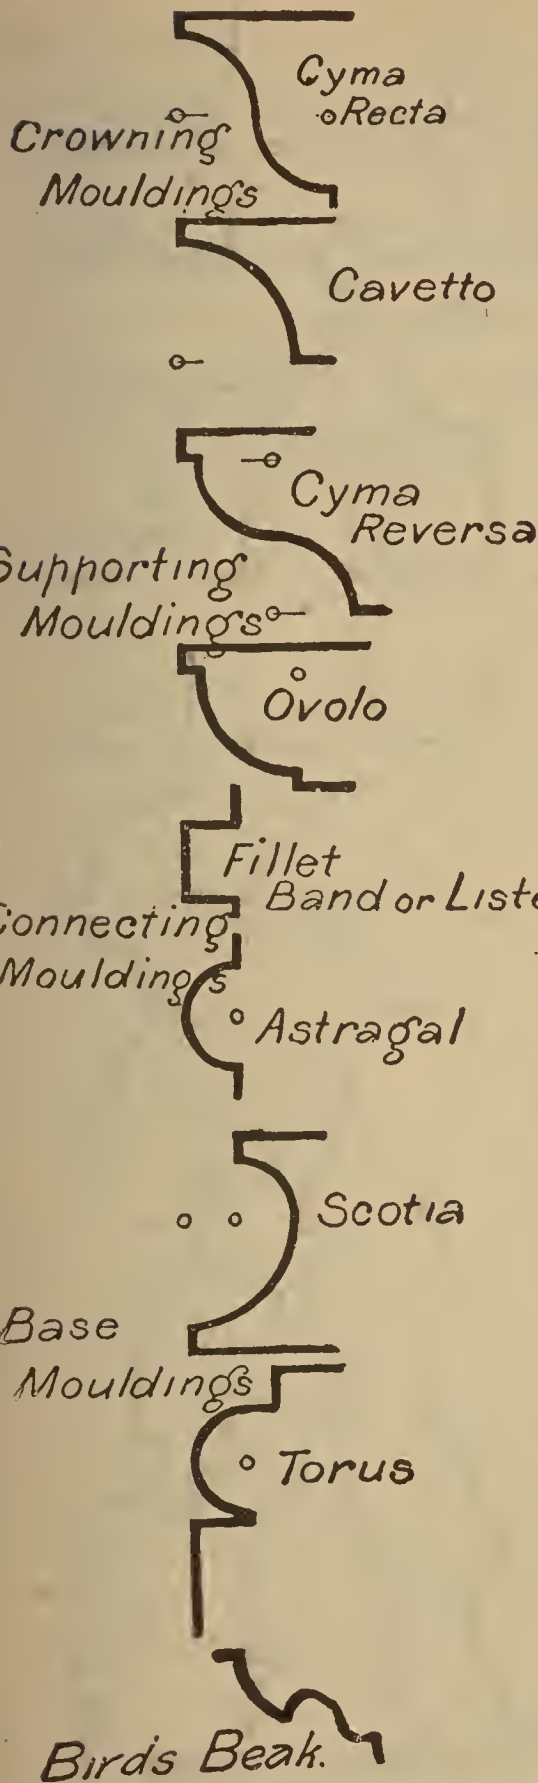 Cyma
Recta
Crowning
Mouldings
Cavetto
Cyma
Reversa
Supporting
Mouldings
Ovolo
Fillet
Band or Liste
Connecting
Mouldings
Astragal
Scotia
Base
Mouldings
Torus
Birds Beak.